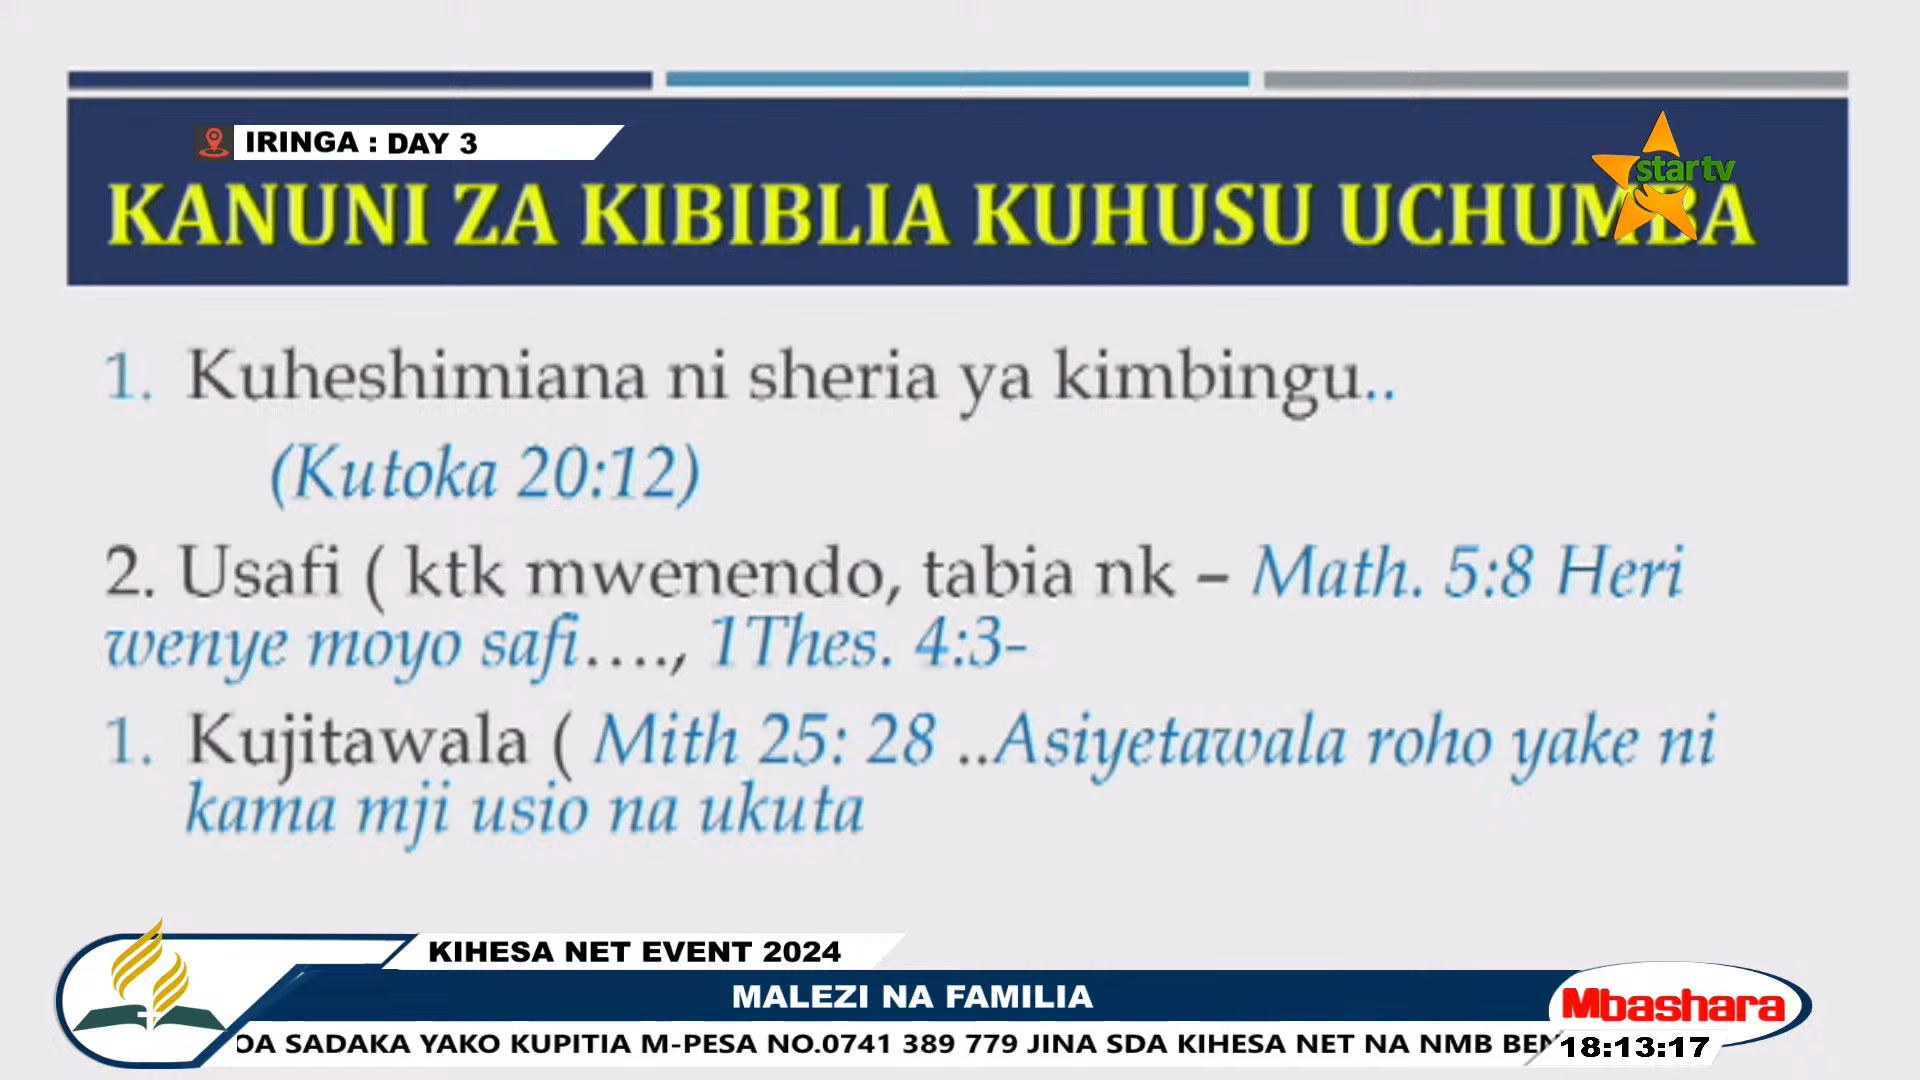 IRINGA : DAY 3
startv
KANUNI ZA KIBIBLIA KUHUSU UCHUMBA
1. Kuheshimiana ni sheria ya kimbingu..
(Kutoka 20:12)
2. Usafi ( ktk mwenendo, tabia nk – Math. 5:8 Heri
wenye moyo safi…., 1Thes. 4:3-
1. Kujitawala ( Mith 25: 28 ..Asiyetawala roho yake ni
kama mji usio na ukuta
KIHESA NET EVENT 2024
MALEZI NA FAMILIA
Mbashara
OA SADAKA YAKO KUPITIA M-PESA NO.0741 389 779 JINA SDA KIHESA NET NA NMB BEN
18:13:17